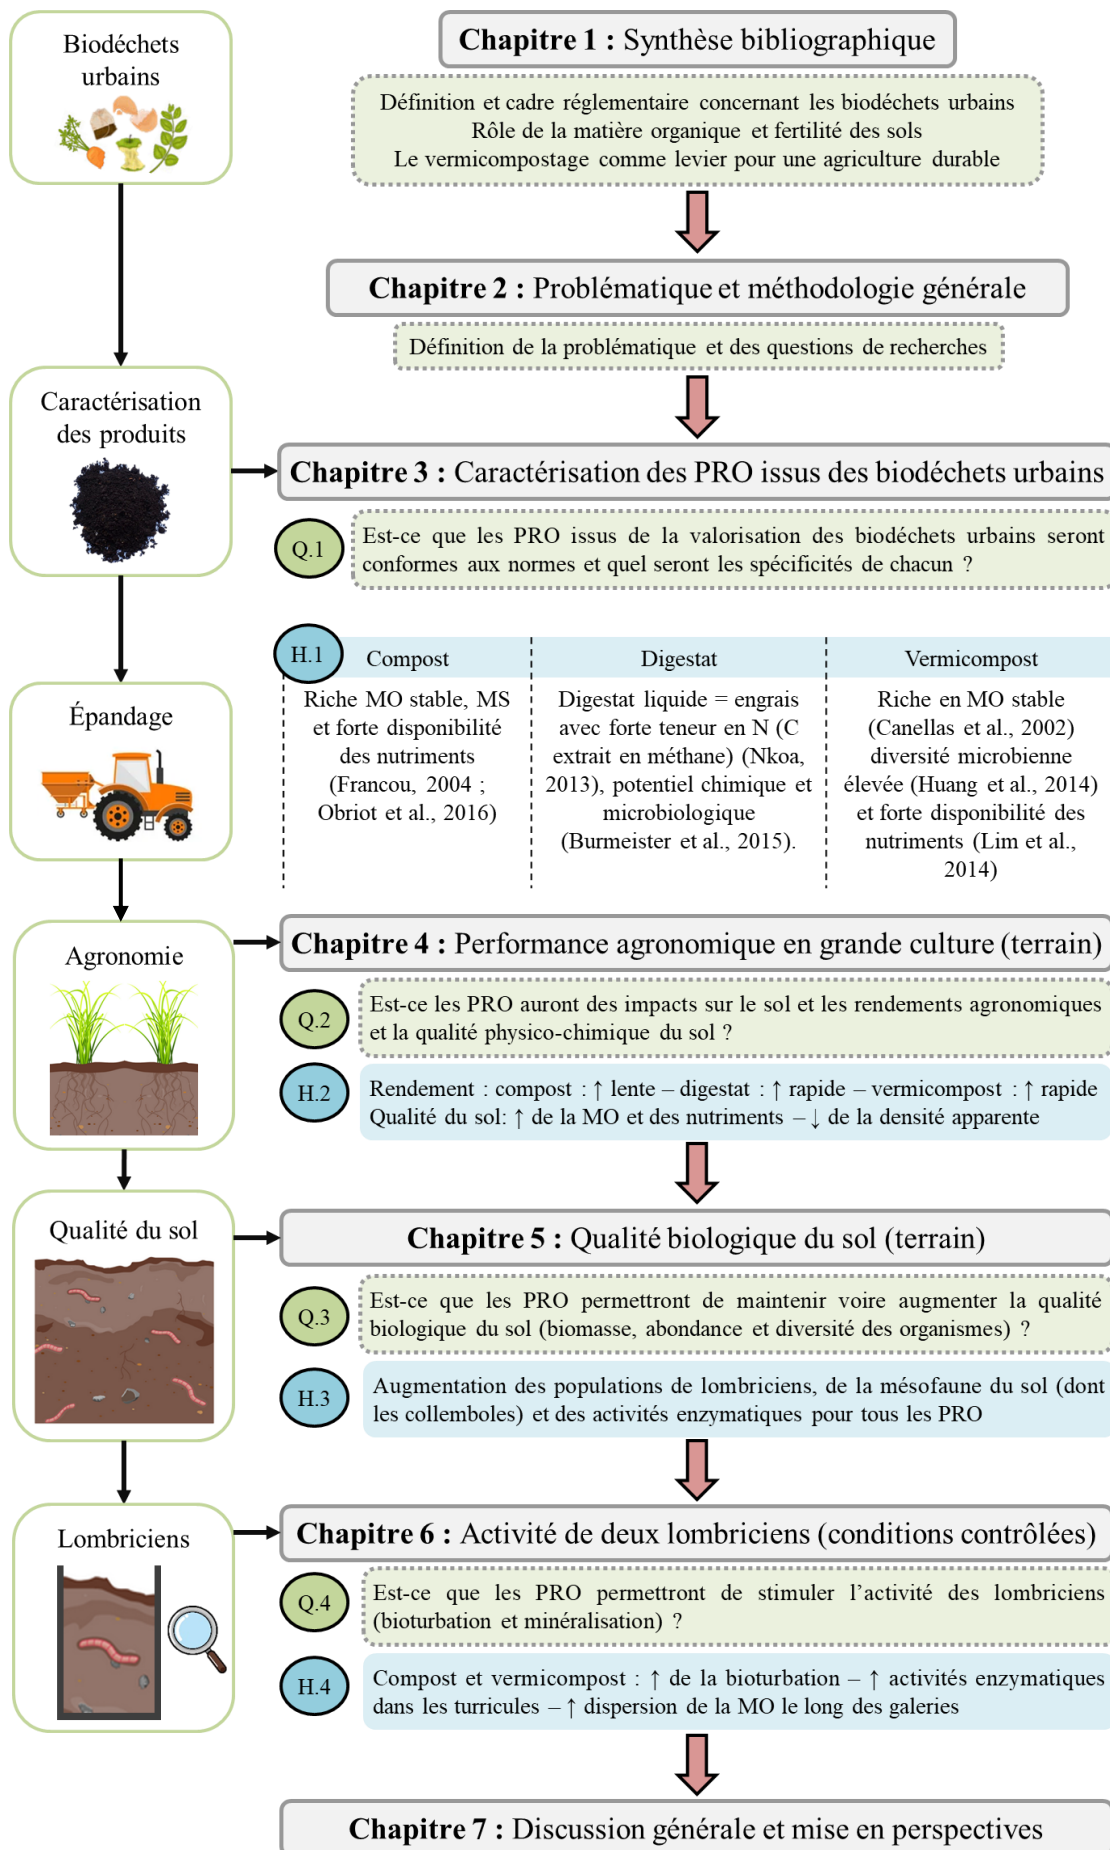 Biodéchets
urbains
Chapitre 1 : Synthèse bibliographique
Définition et cadre réglementaire concernant les biodéchets urbains
Rôle de la matière organique et fertilité des sols
Le vermicompostage comme levier pour une agriculture durable
Chapitre 2 : Problématique et méthodologie générale
Définition de la problématique et des questions de recherches
Caractérisation
des produits
Chapitre 3 : Caractérisation des PRO issus des biodéchets urbains
Q.1
Est-ce que les PRO issus de la valorisation des biodéchets urbains seront
conformes aux normes et quel seront les spécificités de chacun ?
H.1
Compost
Riche MO stable, MS
et forte disponibilité
des nutriments
(Francou, 2004 ;
Obriot et al., 2016)
Digestat
Digestat liquide = engrais
avec forte teneur en N (C
extrait en méthane) (Nkoa,
2013), potentiel chimique et
microbiologique
(Burmeister et al., 2015).
Vermicompost
Riche en MO stable
(Canellas et al., 2002)
diversité microbienne
élevée (Huang et al., 2014)
et forte disponibilité des
nutriments (Lim et al.,
2014)
Épandage
Agronomie
Chapitre 4 : Performance agronomique en grande culture (terrain)
Q.2
Est-ce les PRO auront des impacts sur le sol et les rendements agronomiques
et la qualité physico-chimique du sol ?
H.2
Rendement : compost : ↑ lente – digestat : ↑ rapide – vermicompost : ↑ rapide
Qualité du sol: ↑ de la MO et des nutriments – ↓ de la densité apparente
Qualité du sol
Chapitre 5 : Qualité biologique du sol (terrain)
Q.3
Est-ce que les PRO permettront de maintenir voire augmenter la qualité
biologique du sol (biomasse, abondance et diversité des organismes) ?
H.3
Augmentation des populations de lombriciens, de la mésofaune du sol (dont
les collemboles) et des activités enzymatiques pour tous les PRO
Lombriciens
Chapitre 6 : Activité de deux lombriciens (conditions contrôlées)
Q.4
Est-ce que les PRO permettront de stimuler l’activité des lombriciens
(bioturbation et minéralisation) ?
H.4
Compost et vermicompost : ↑ de la bioturbation – ↑ activités enzymatiques
dans les turricules – ↑ dispersion de la MO le long des galeries
Chapitre 7 : Discussion générale et mise en perspectives